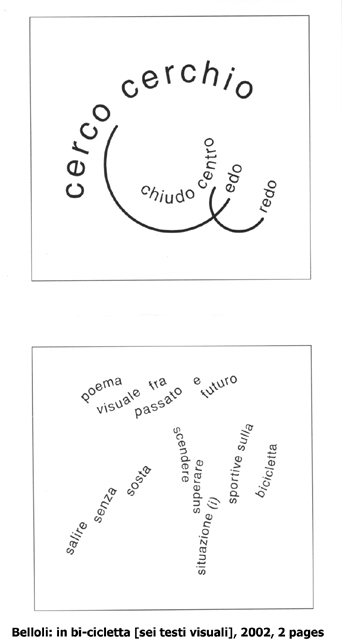 cerco cerchio
chiudo centro
edo
redo
poema
visuale fra
passato e
futuro
salire senza sosta
scendere
superare
situazione (i)
sportive sulla
bicicletta
Belloli: in bi-cicletta [sei testi visuali], 2002, 2 pages